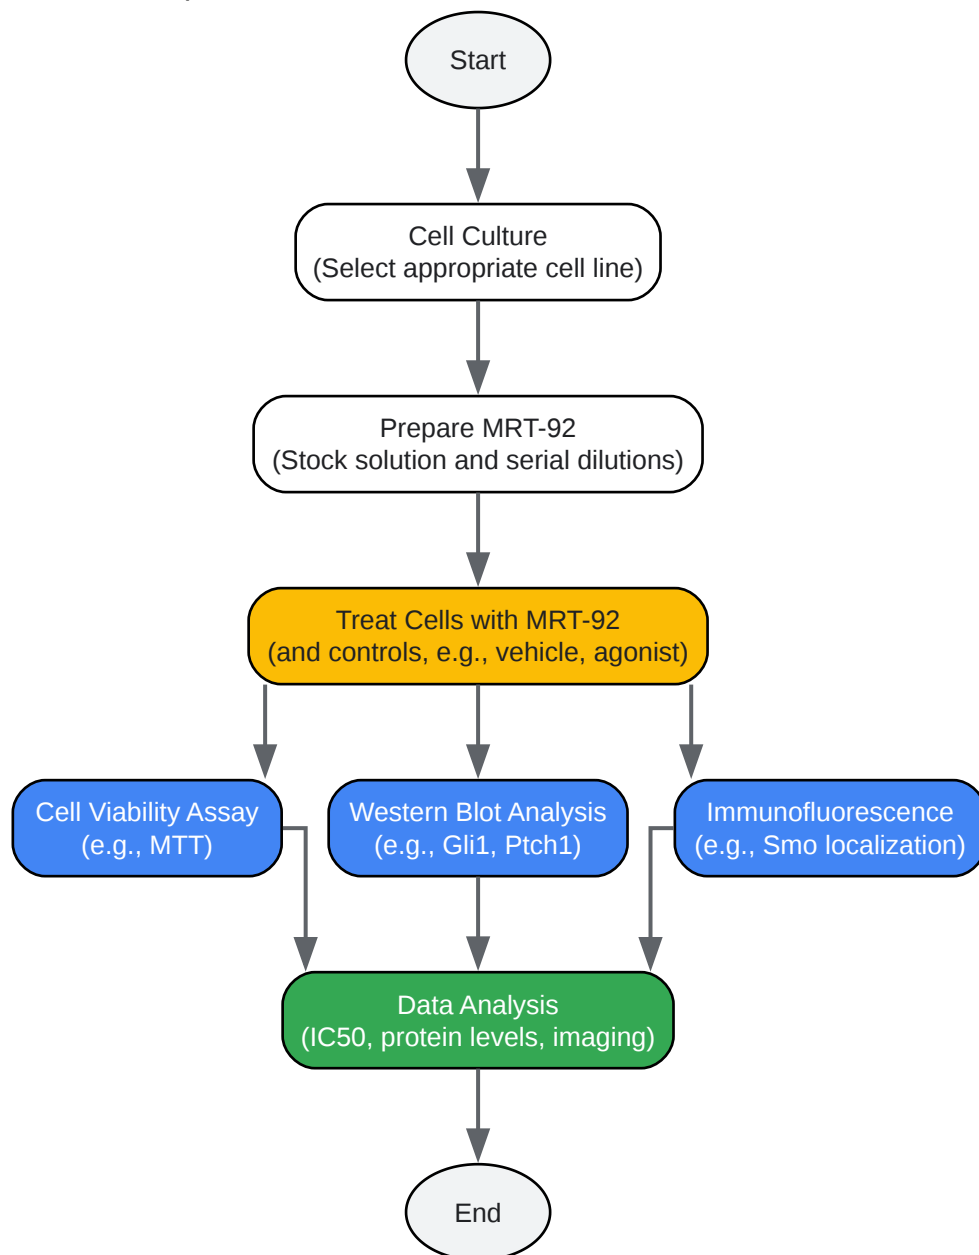 Start
Cell Culture
(Select appropriate cell line)
Prepare MRT-92
(Stock solution and serial dilutions)
Treat Cells with MRT-92
(and controls, e.g., vehicle, agonist)
Cell Viability Assay
(e.g., MTT)
Western Blot Analysis
(e.g., Gli1, Ptch1)
Immunofluorescence
(e.g., Smo localization)
Data Analysis
(IC50, protein levels, imaging)
End